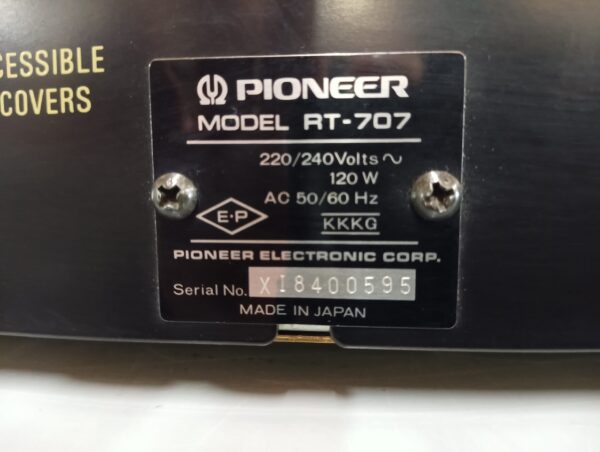 CESSIBLE
COVERS
PIONEER
MODEL RT-707
220/240Volts ~
120 W
AC 50/60 Hz
E·P
KKKG
PIONEER ELECTRONIC CORP.
Serial No. XI8400595
MADE IN JAPAN